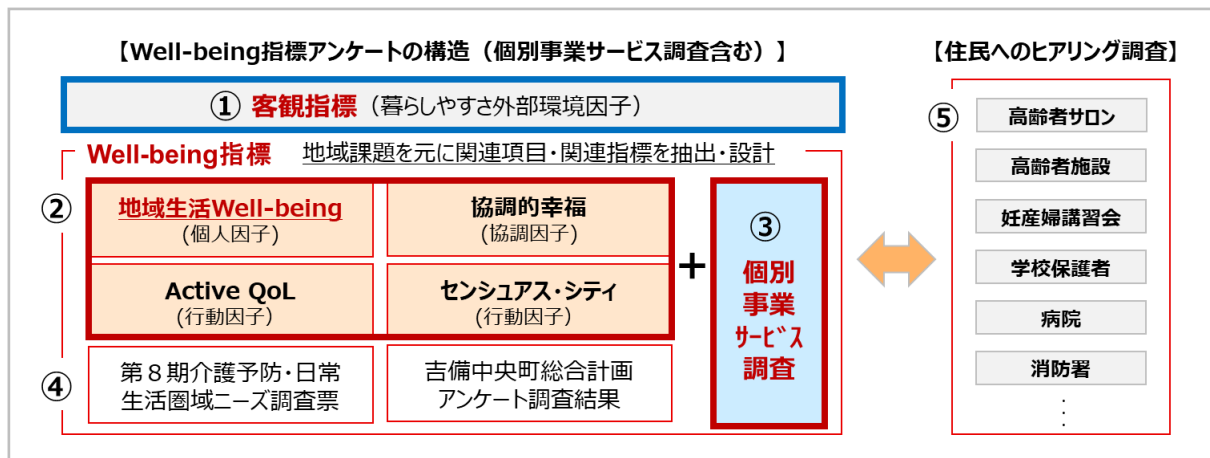 【Well-being指標アンケートの構造（個別事業サービス調査含む）】
① 客観指標（暮らしやすさ外部環境因子）
Well-being指標 地域課題を元に関連項目・関連指標を抽出・設計
②
地域生活Well-being
(個人因子)
協調的幸福
(協調因子)
Active QoL
(行動因子)
センシュアス・シティ
(行動因子)
＋
③
個別
事業
ｻｰﾋﾞｽ
調査
④
第８期介護予防・日常
生活圏域ニーズ調査票
吉備中央町総合計画
アンケート調査結果
【住民へのヒアリング調査】
⑤
高齢者サロン
高齢者施設
妊産婦講習会
学校保護者
病院
消防署
⋮